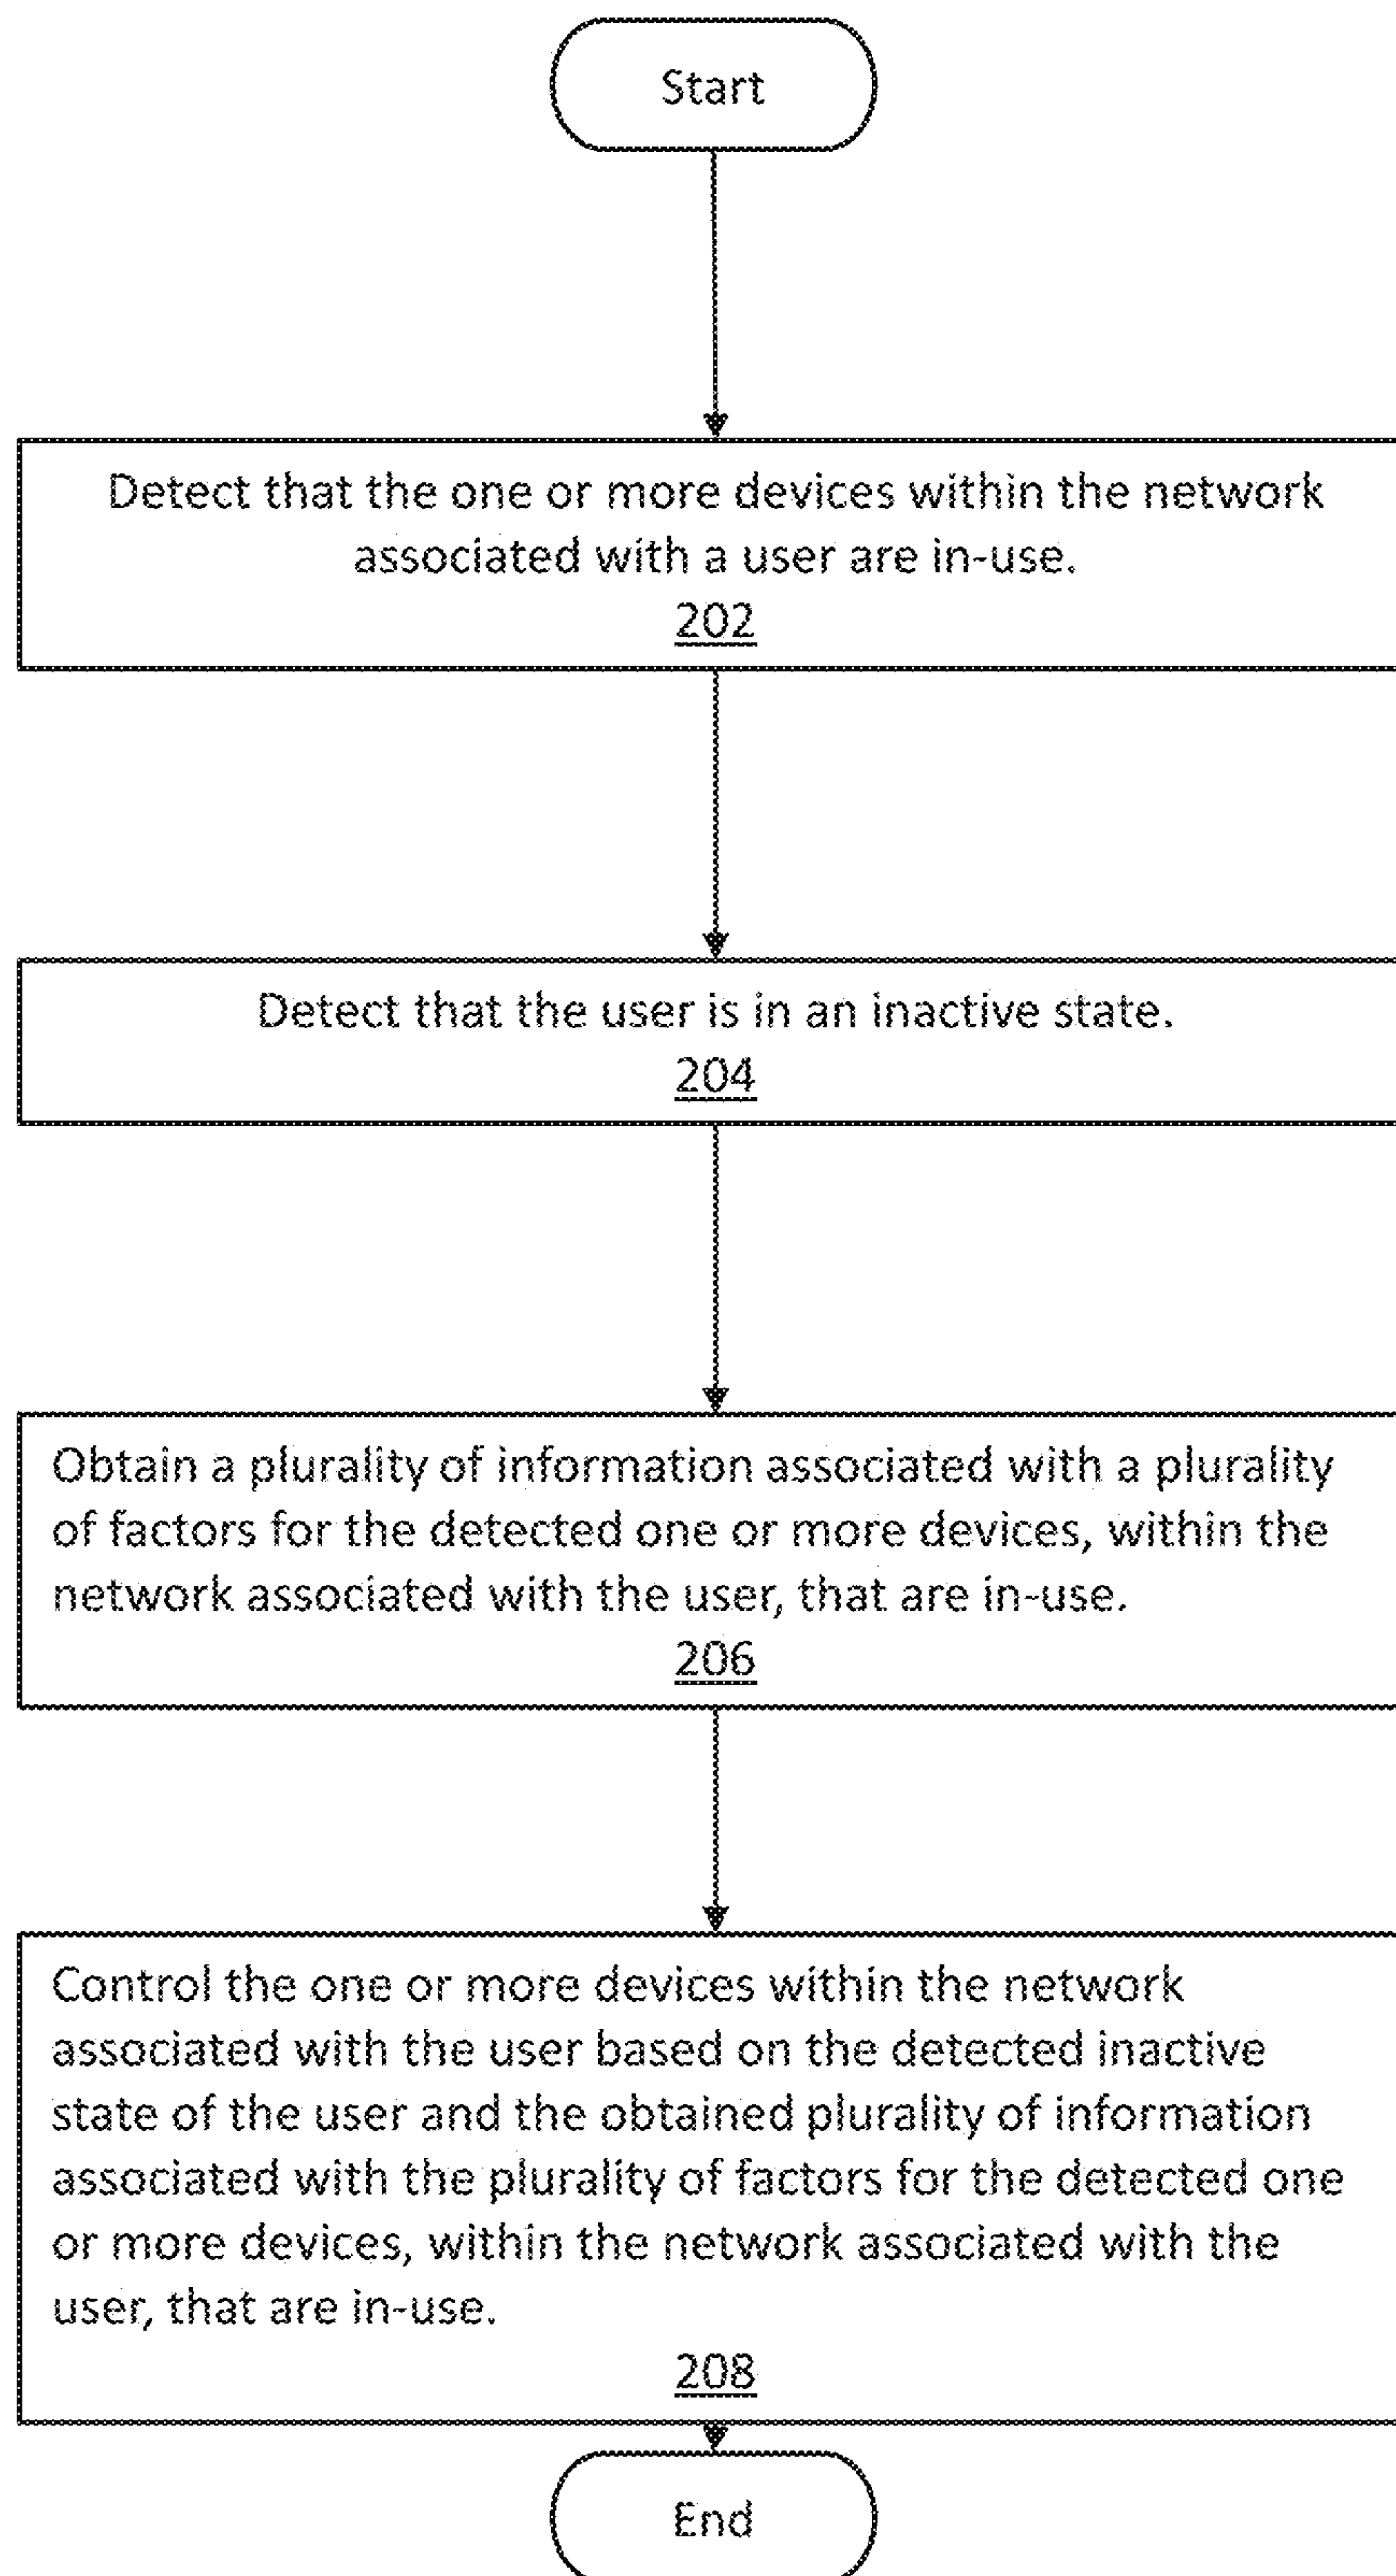 Start
Detect that the one or more devices within the network
associated with a user are in-use.
202
Detect that the user is in an inactive state.
204
Obtain a plurality of information associated with a plurality
of factors for the detected one or more devices, within the
network associated with the user, that are in-use.
206
Control the one or more devices within the network
associated with the user based on the detected inactive
state of the user and the obtained plurality of information
associated with the plurality of factors for the detected one
or more devices, within the network associated with the
user, that are in-use.
208
End